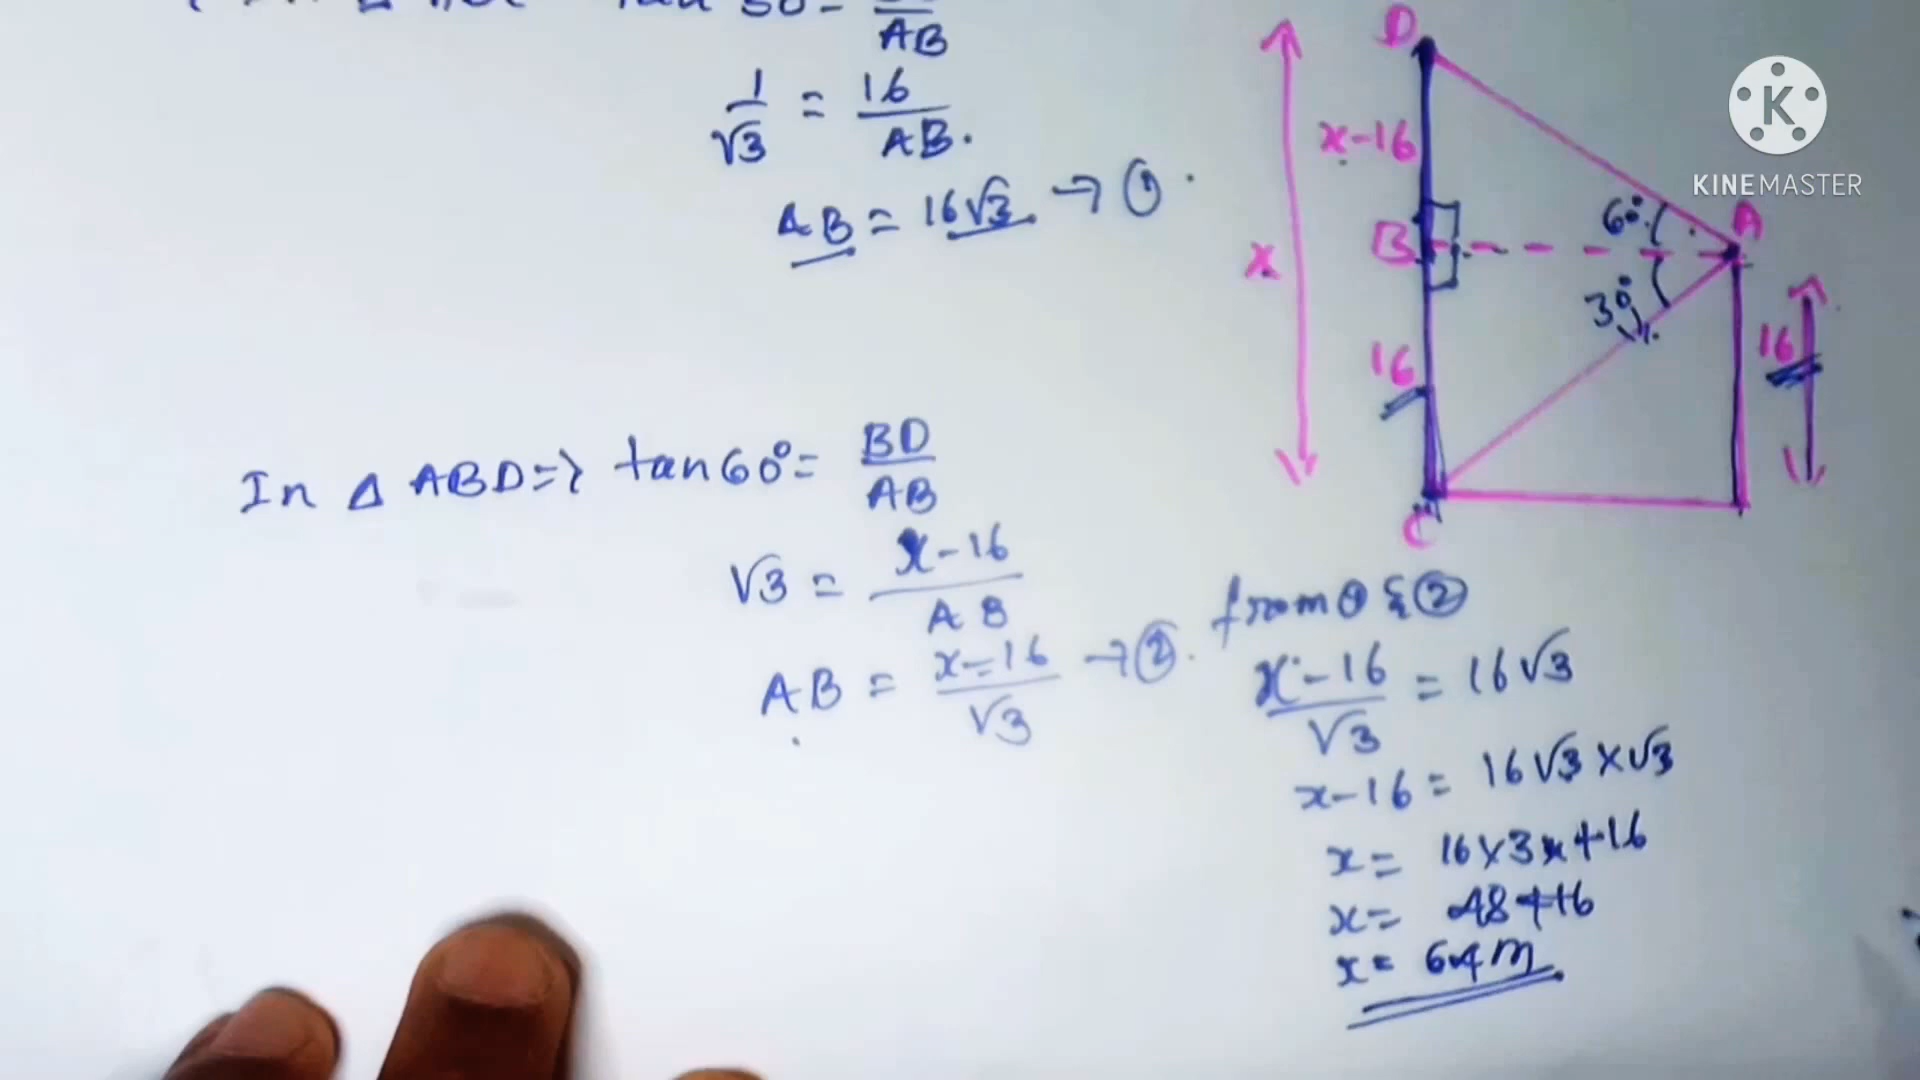 AB
1/√3 = 16/AB.
AB = 16√3 → ①
In △ ABD ⇒ tan60° = BD/AB
√3 = x-16/AB
AB = x-16/√3 → ②.
from ① & ②
x-16/√3 = 16√3
x-16 = 16√3×√3
x = 16×3+16
x = 48+16
x = 64m
D
x-16
B
x
16
C
60°
30°
A
16
K
KINEMASTER